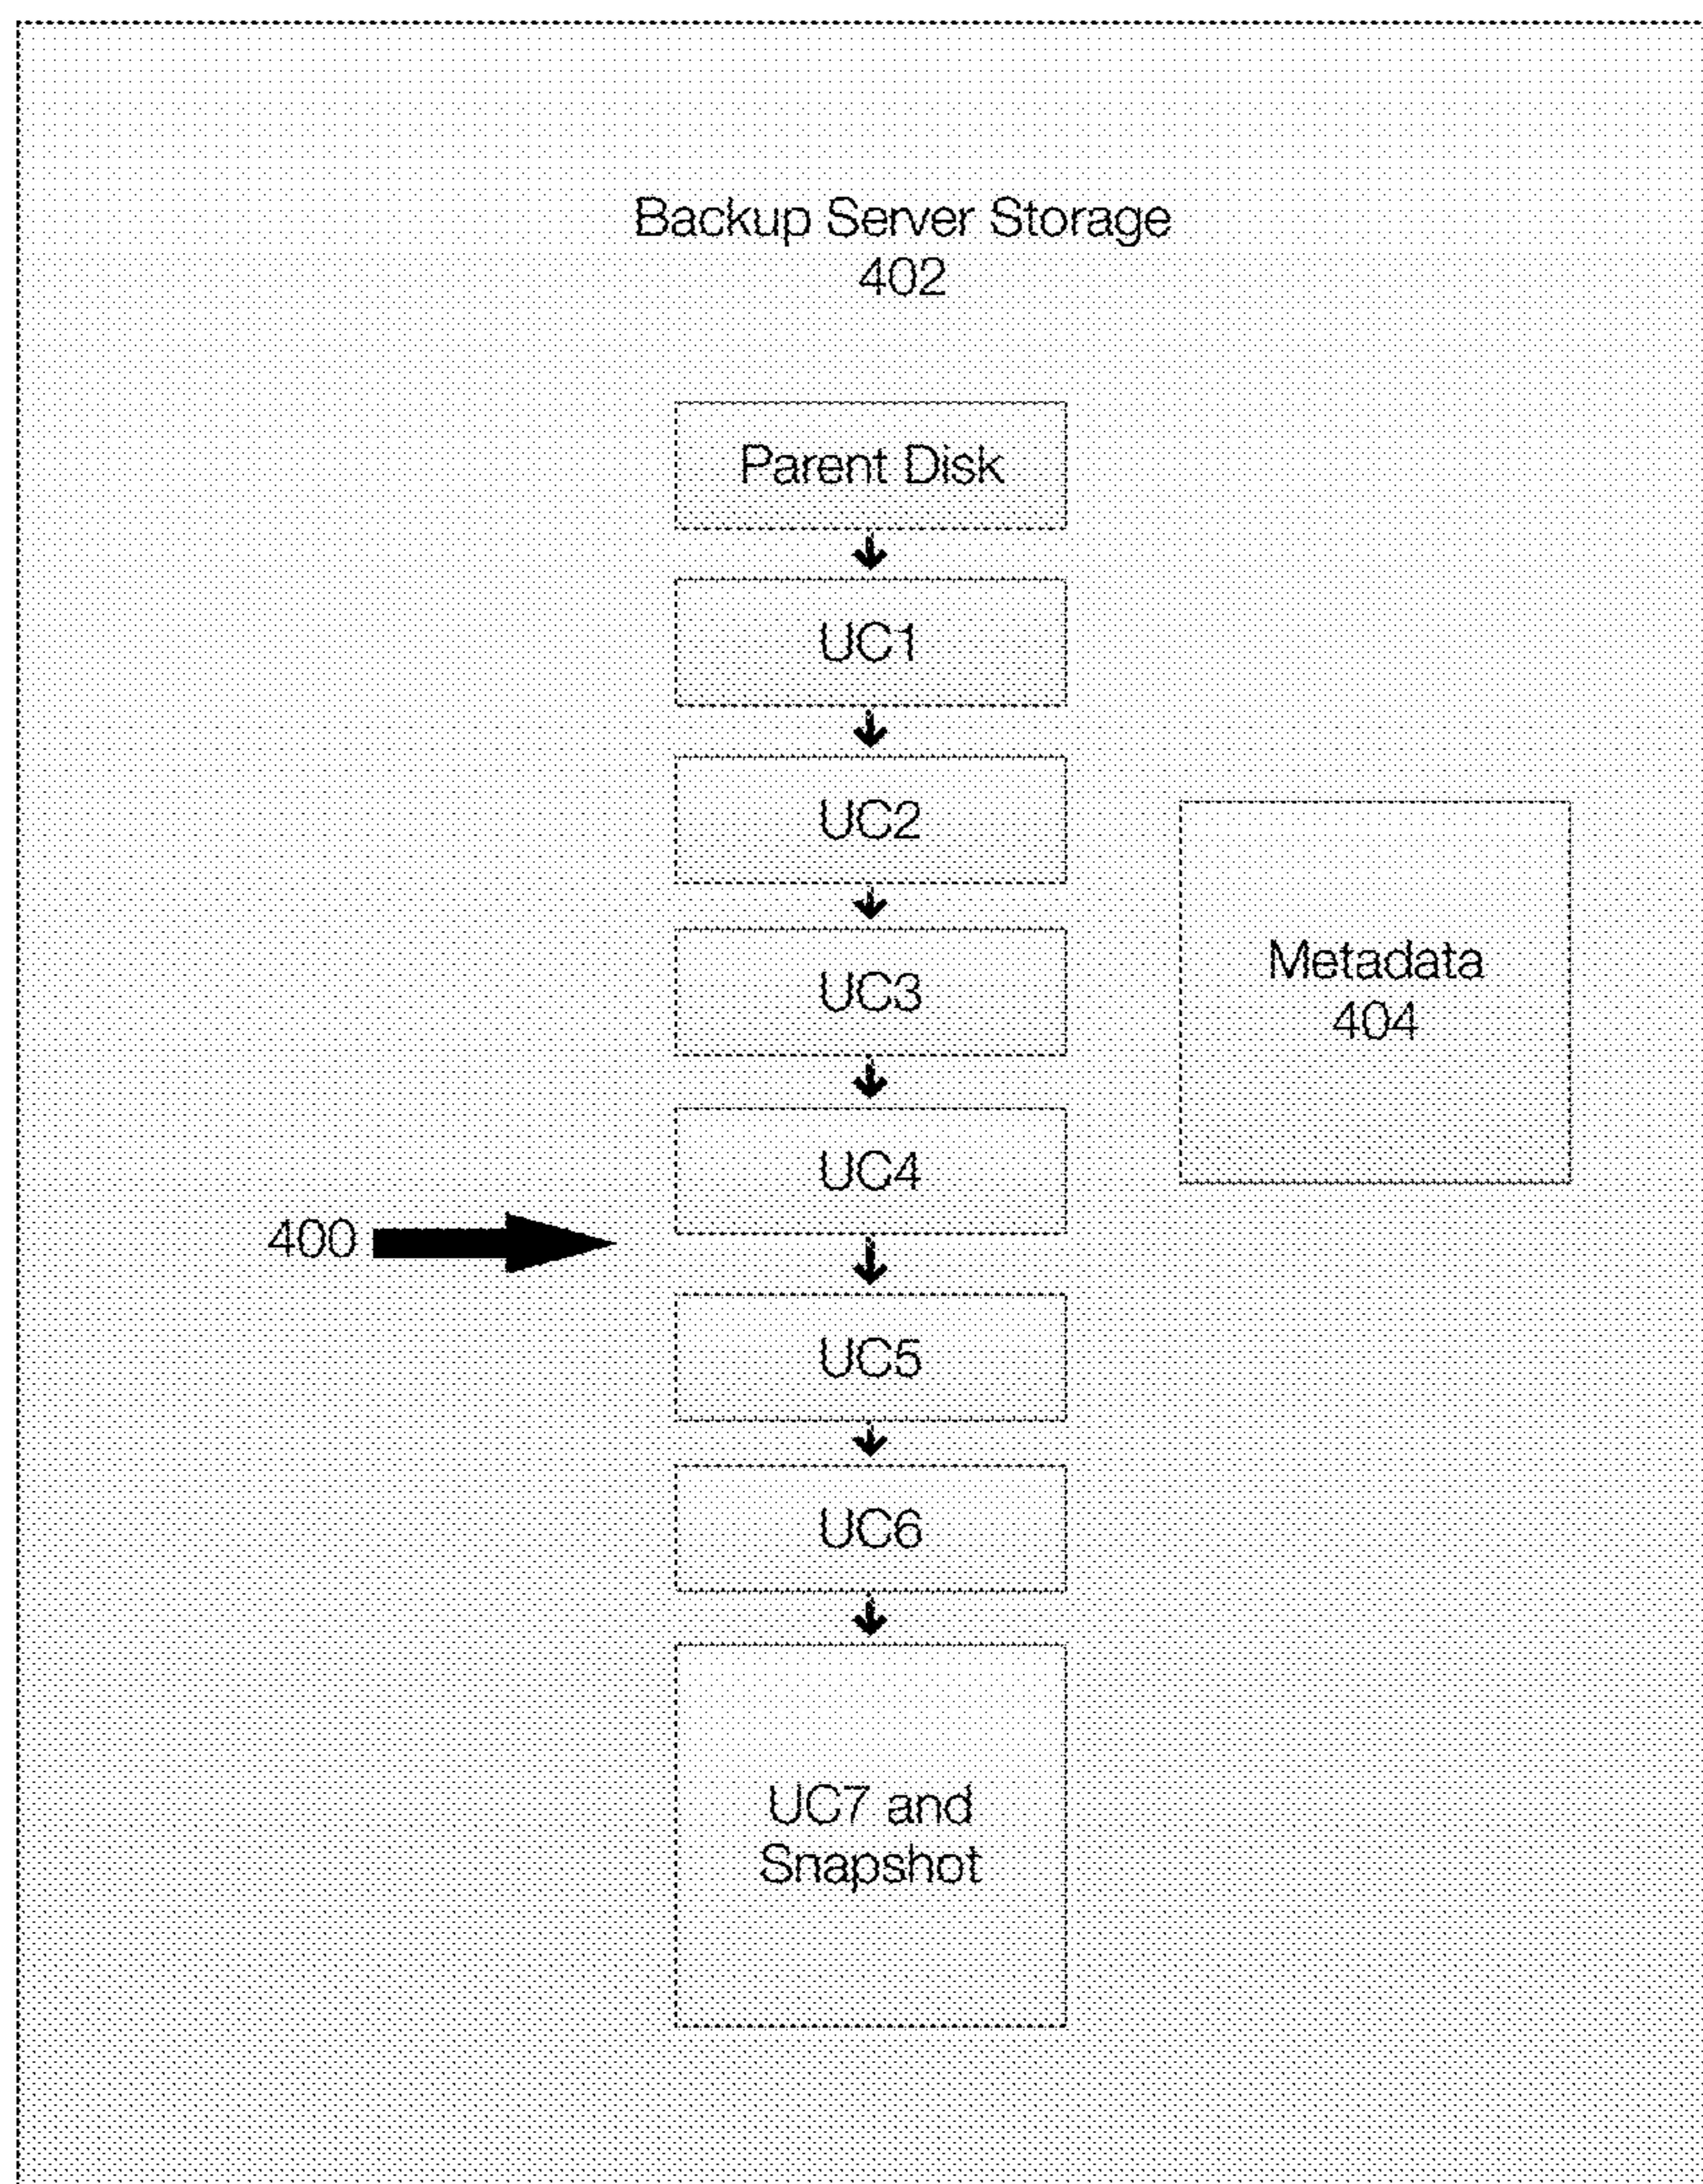 Backup Server Storage
402
Parent Disk
UC1
UC2
UC3
Metadata
404
UC4
400
UC5
UC6
UC7 and
Snapshot